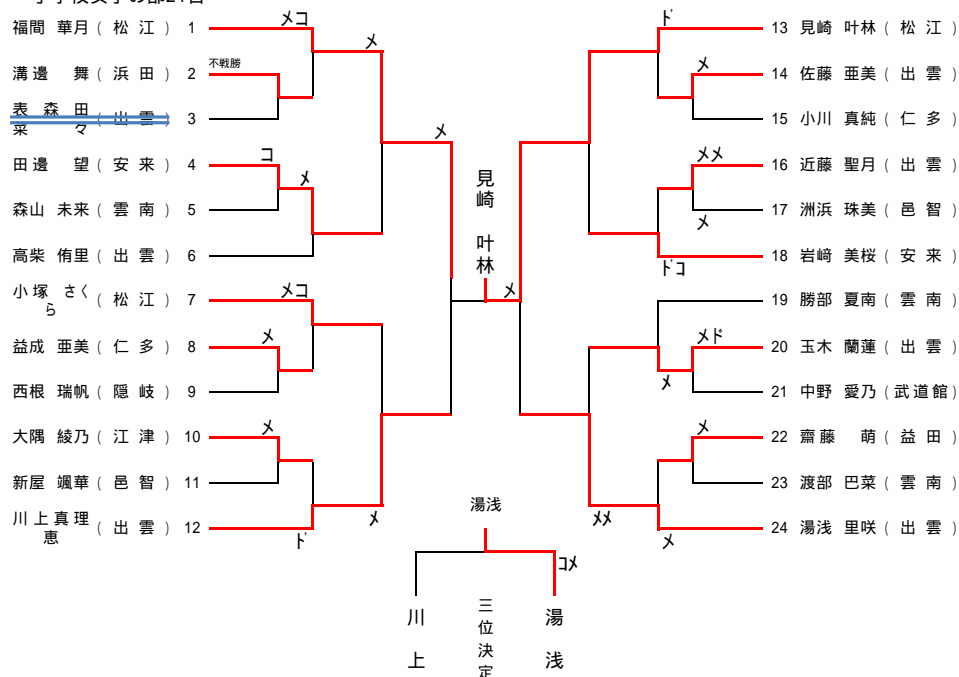 福間 華月 ( 松 江 ) 1
メコ
メ
溝邊 舞 ( 浜 田 ) 2
不戦勝
表 森 田
菜 々 ( 出 雲 ) 3
メ
田邊 望 ( 安 来 ) 4
コ
メ
森山 未来 ( 雲 南 ) 5
高柴 侑里 ( 出 雲 ) 6
小塚 さく
ら ( 松 江 ) 7
メコ
益成 亜美 ( 仁 多 ) 8
メ
西根 瑞帆 ( 隠 岐 ) 9
大隅 綾乃 ( 江 津 ) 10
メ
新屋 颯華 ( 邑 智 ) 11
川上真理
恵 ( 出 雲 ) 12
ド
メ
見崎 叶林
メ
ド
13 見崎 叶林 ( 松 江 )
メ
14 佐藤 亜美 ( 出 雲 )
15 小川 真純 ( 仁 多 )
メメ
16 近藤 聖月 ( 出 雲 )
17 洲浜 珠美 ( 邑 智 )
メ
18 岩﨑 美桜 ( 安 来 )
ドコ
19 勝部 夏南 ( 雲 南 )
メド
20 玉木 蘭蓮 ( 出 雲 )
メ
21 中野 愛乃 ( 武道館 )
メ
22 齋藤 萌 ( 益 田 )
23 渡部 巴菜 ( 雲 南 )
メメ
24 湯浅 里咲 ( 出 雲 )
メ
湯浅
コメ
川上
三位決定
湯浅